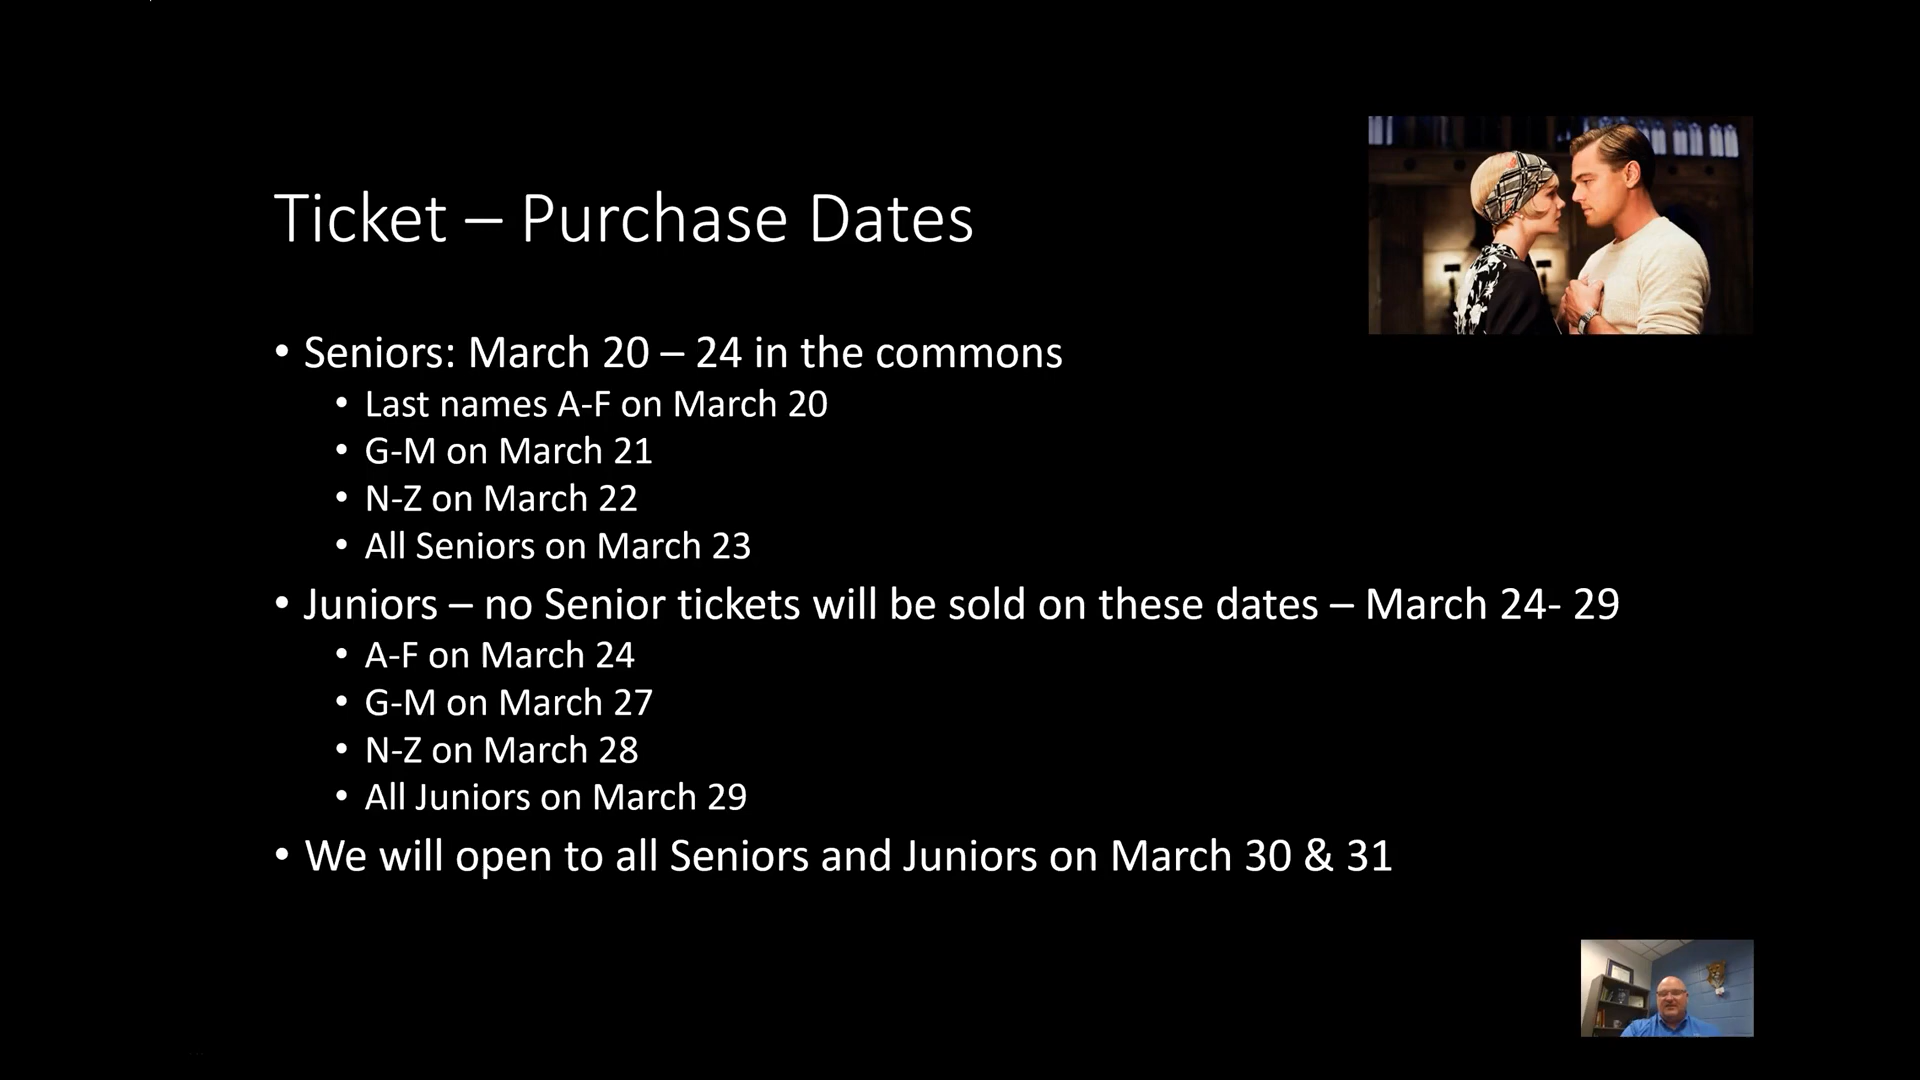 Ticket – Purchase Dates
• Seniors: March 20 – 24 in the commons
• Last names A-F on March 20
• G-M on March 21
• N-Z on March 22
• All Seniors on March 23
• Juniors – no Senior tickets will be sold on these dates – March 24- 29
• A-F on March 24
• G-M on March 27
• N-Z on March 28
• All Juniors on March 29
• We will open to all Seniors and Juniors on March 30 & 31